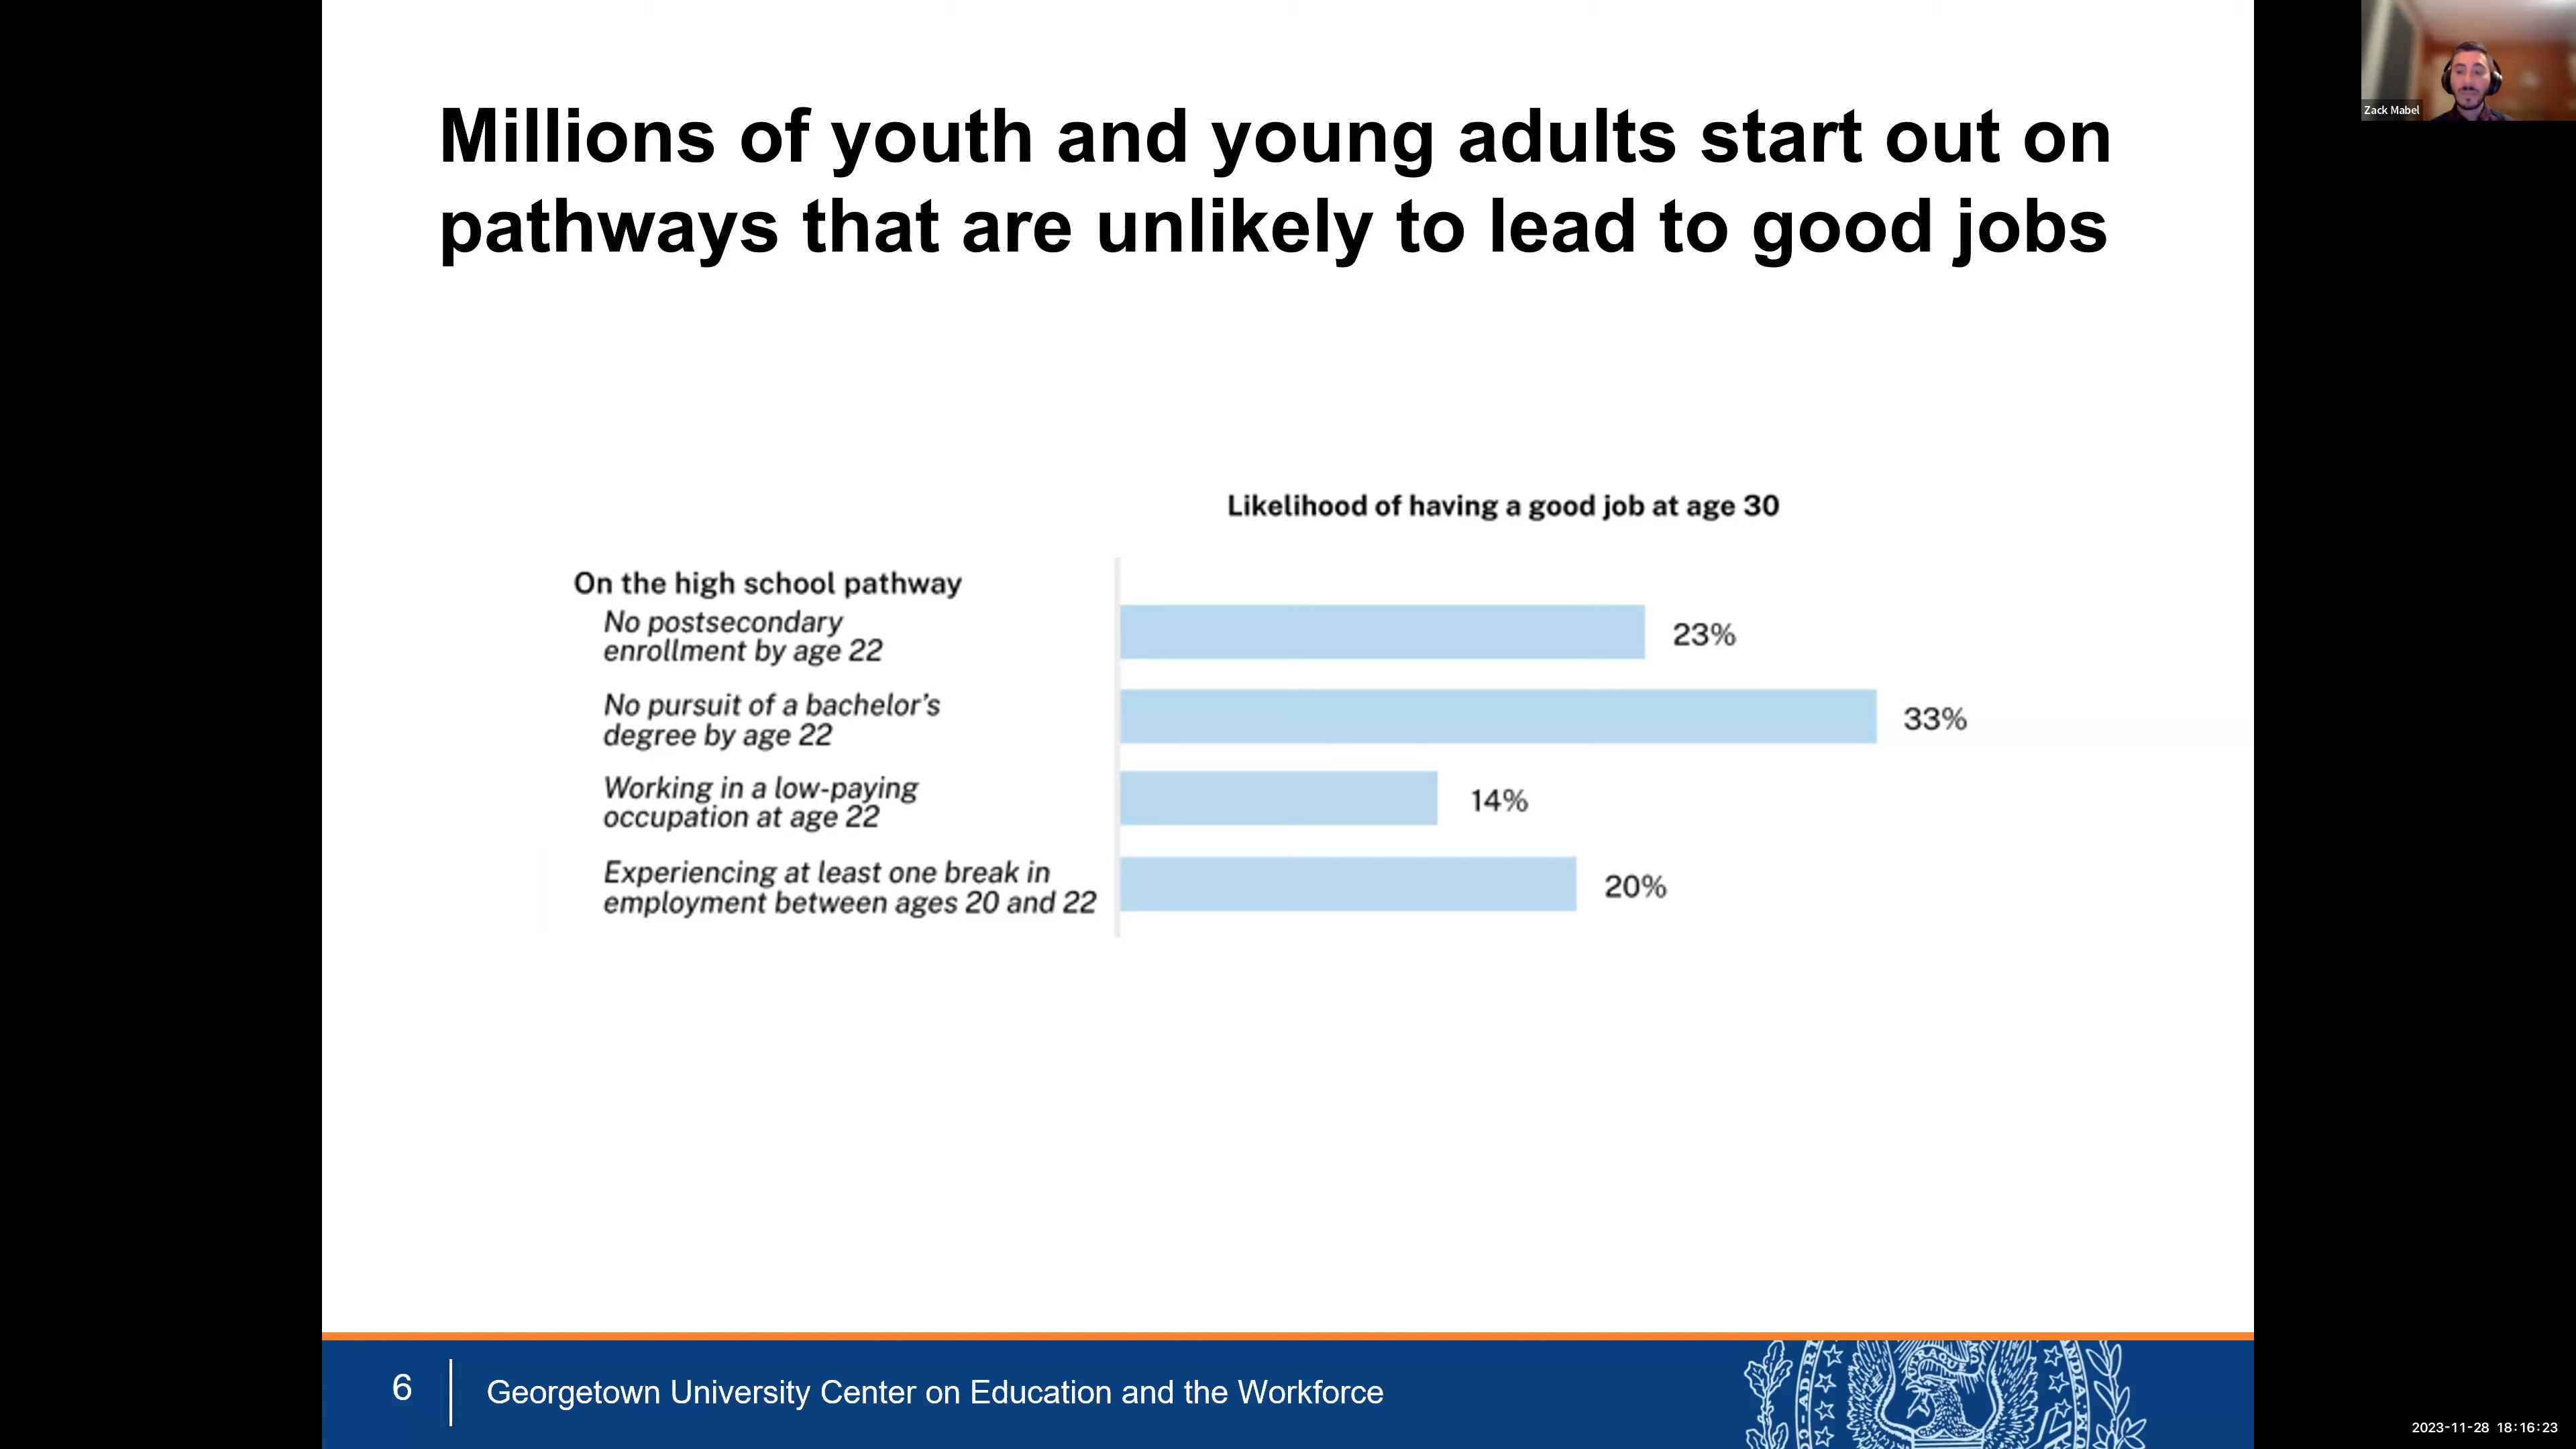 Zack Mabel
Millions of youth and young adults start out on
pathways that are unlikely to lead to good jobs
Likelihood of having a good job at age 30
On the high school pathway
No postsecondary
enrollment by age 22
23%
No pursuit of a bachelor’s
degree by age 22
33%
Working in a low-paying
occupation at age 22
14%
Experiencing at least one break in
employment between ages 20 and 22
20%
6
Georgetown University Center on Education and the Workforce
2023-11-28 18:16:23